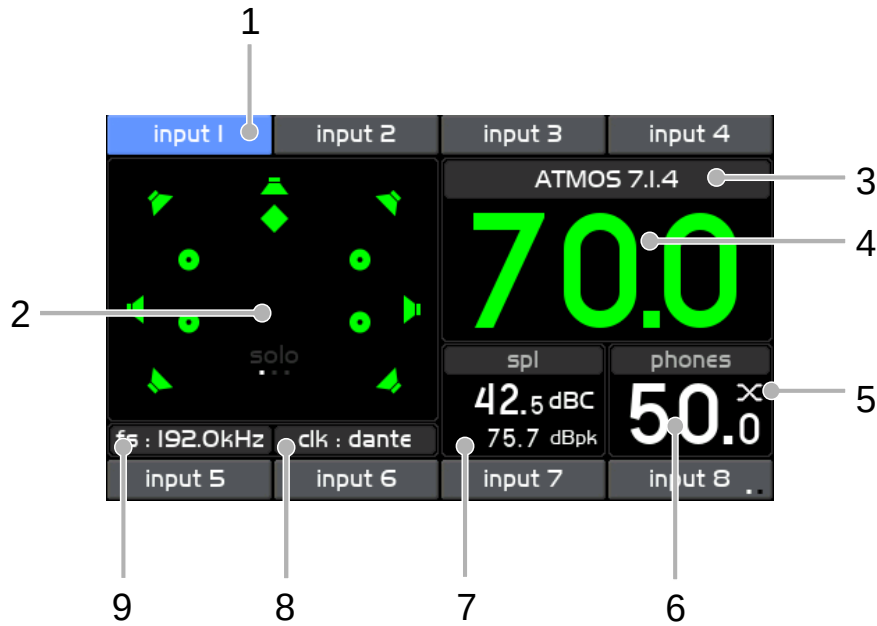 1
input 1 input 2 input 3 input 4
ATMOS 7.1.4
3
70.0
4
2
solo
spl phones
42.5 dBC
50.0
5
75.7 dBpk
fs : 192.0kHz clk : dante
input 5 input 6 input 7 input 8
9 8 7 6